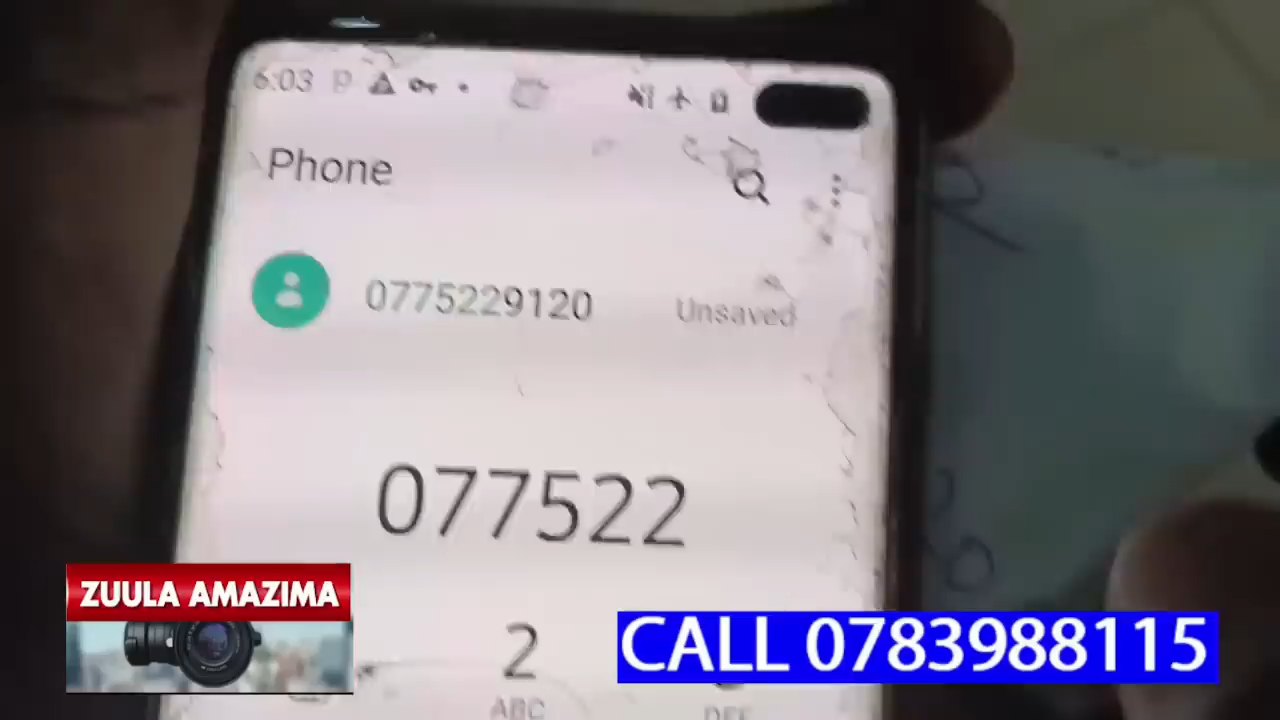 6:03
Phone
0775229120 Unsaved
077522
2
ABC
DEF
ZUULA AMAZIMA
CALL 0783988115